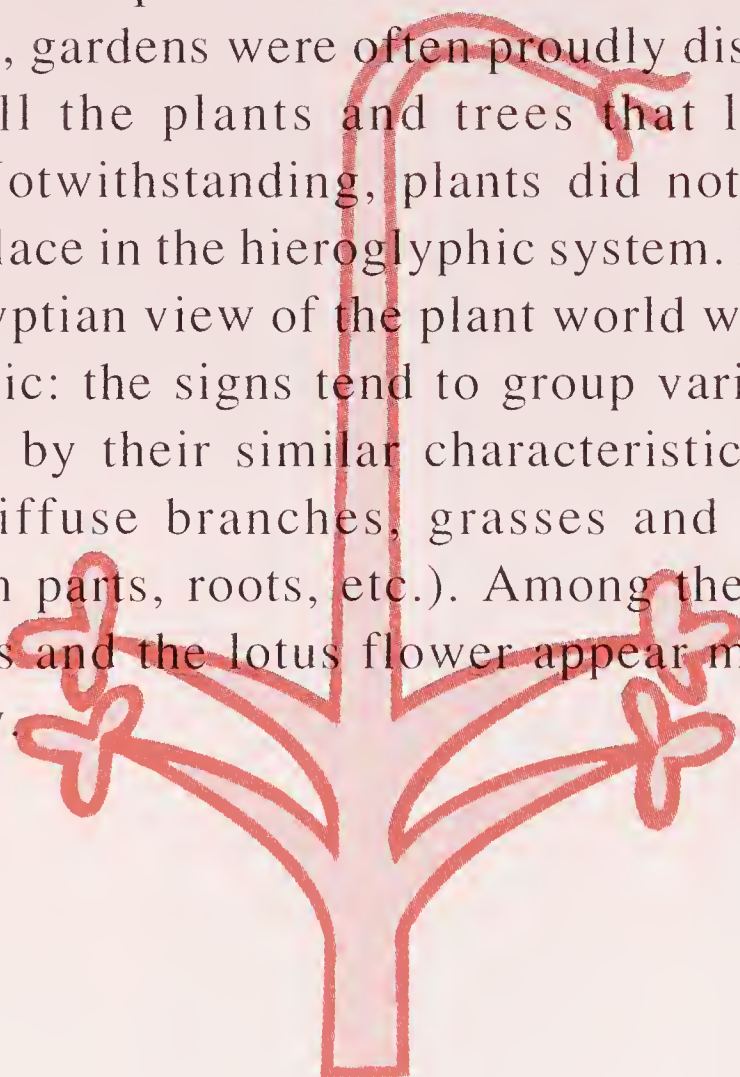 , gardens were often proudly dis
ll the plants and trees that l
otwithstanding, plants did not
lace in the hieroglyphic system.
yptian view of the plant world w
ic: the signs tend to group vari
by their similar characteristic
iffuse branches, grasses and
n parts, roots, etc.). Among the
s and the lotus flower appear m
.